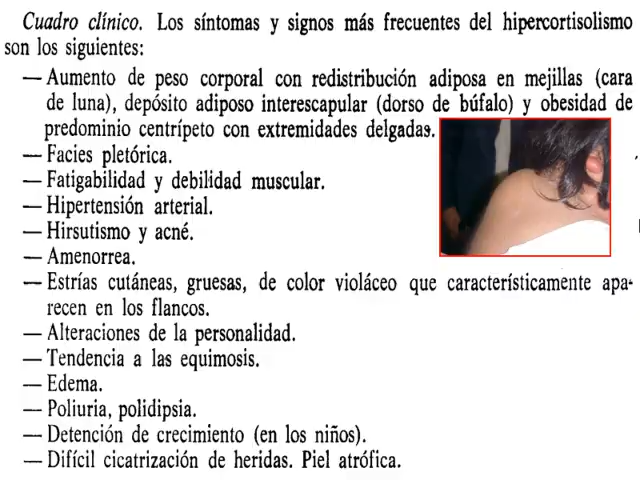 Cuadro clínico. Los síntomas y signos más frecuentes del hipercortisolismo
son los siguientes:
— Aumento de peso corporal con redistribución adiposa en mejillas (cara
de luna), depósito adiposo interescapular (dorso de búfalo) y obesidad de
predominio centrípeto con extremidades delgadas.
— Facies pletórica.
— Fatigabilidad y debilidad muscular.
— Hipertensión arterial.
— Hirsutismo y acné.
— Amenorrea.
— Estrías cutáneas, gruesas, de color violáceo que característicamente apa-
recen en los flancos.
— Alteraciones de la personalidad.
— Tendencia a las equimosis.
— Edema.
— Poliuria, polidipsia.
— Detención de crecimiento (en los niños).
— Difícil cicatrización de heridas. Piel atrófica.